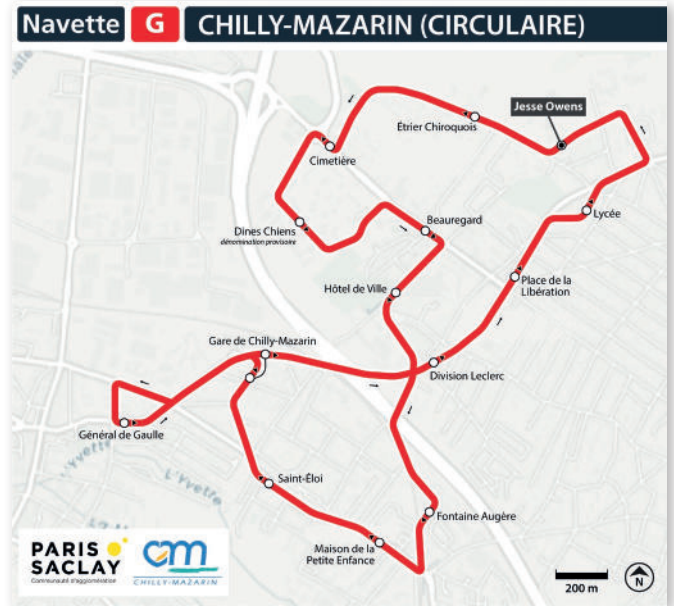 Navette G CHILLY-MAZARIN (CIRCULAIRE)
Jesse Owens
Étrier Chiroquois
Cimetière
Lycée
Dines Chiens
dénomination provisoire
Beauregard
Hôtel de Ville
Place de la
Libération
Gare de Chilly-Mazarin
Division Leclerc
Général de Gaulle
L'Yvette
L'Yvette
Saint-Éloi
Fontaine Augère
Maison de la
Petite Enfance
PARIS
SACLAY
Communauté d'agglomération
cm
CHILLY-MAZARIN
200 m
N